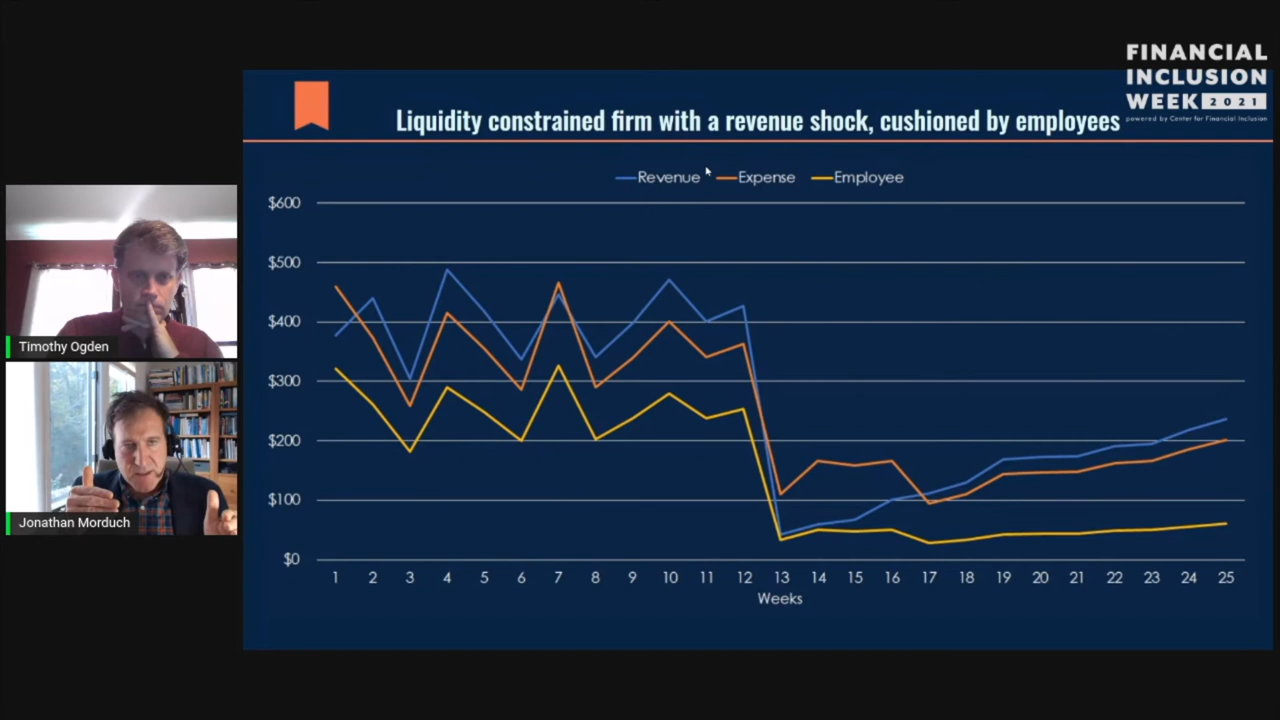 FINANCIAL
INCLUSION
WEEK 2021
powered by Center for Financial Inclusion
Liquidity constrained firm with a revenue shock, cushioned by employees
Revenue Expense Employee
$600
$500
$400
$300
$200
$100
$0
1 2 3 4 5 6 7 8 9 10 11 12 13 14 15 16 17 18 19 20 21 22 23 24 25
Weeks
Timothy Ogden
Jonathan Morduch